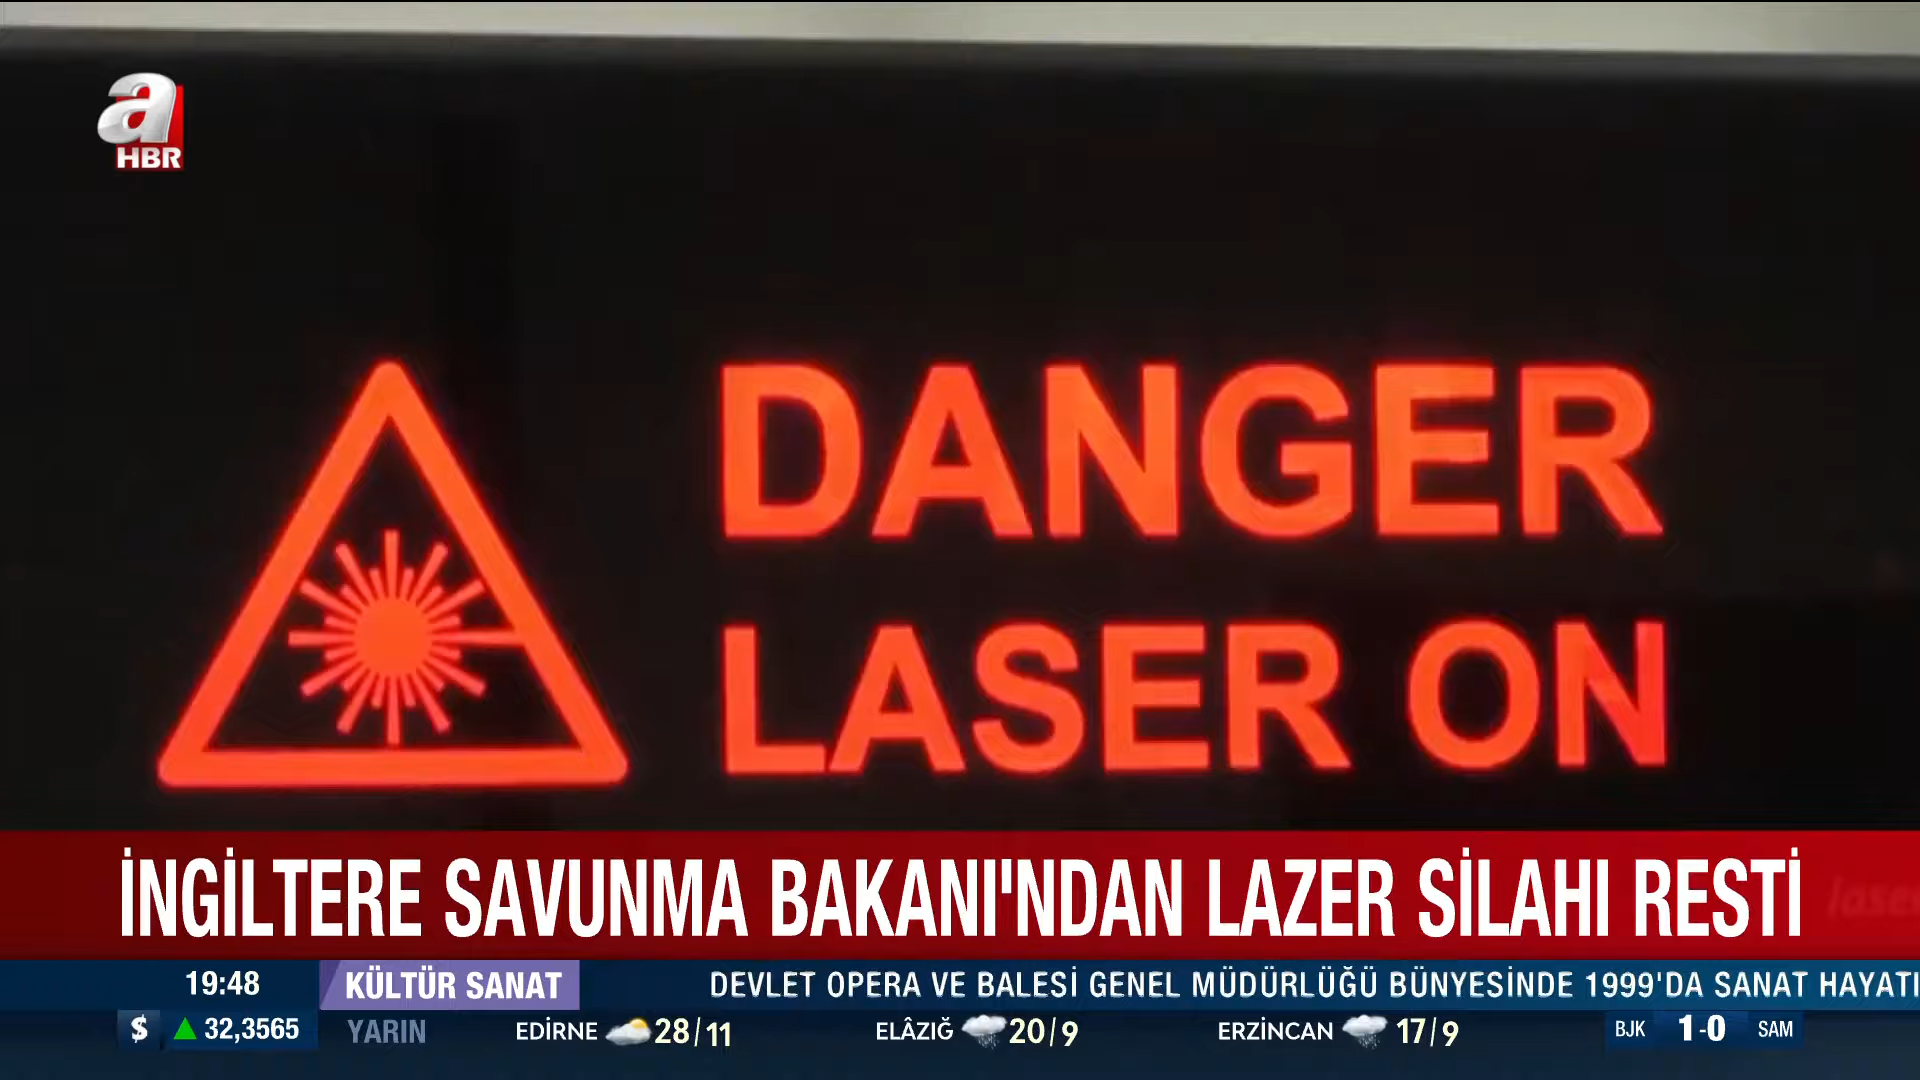 a
HBR
DANGER
LASER ON
İNGİLTERE SAVUNMA BAKANI'NDAN LAZER SİLAHI RESTİ
laser
19:48 KÜLTÜR SANAT DEVLET OPERA VE BALESİ GENEL MÜDÜRLÜĞÜ BÜNYESİNDE 1999'DA SANAT HAYATI
$ 32,3565 YARIN EDİRNE 28/11 ELÂZIĞ 20/9 ERZİNCAN 17/9 BJK 1-0 SAM